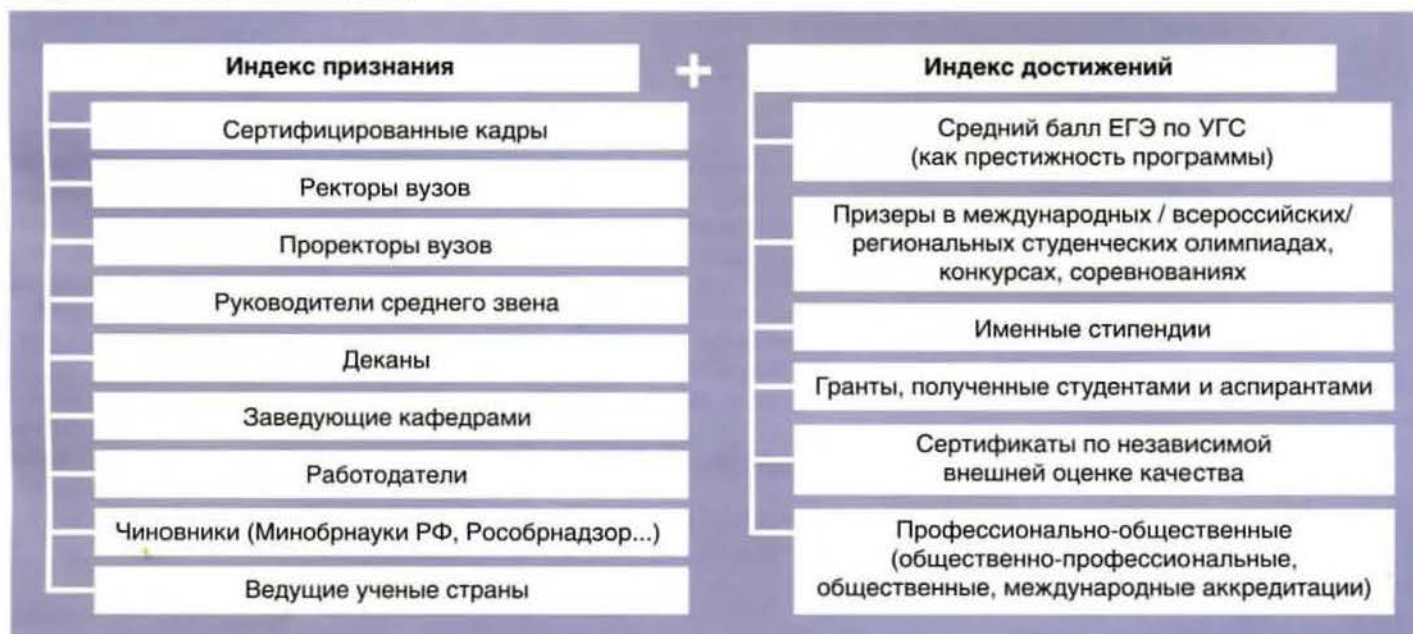 Индекс признания
+
Индекс достижений
Сертифицированные кадры
Ректоры вузов
Проректоры вузов
Руководители среднего звена
Деканы
Заведующие кафедрами
Работодатели
Чиновники (Минобрнауки РФ, Рособрнадзор...)
Ведущие ученые страны
Средний балл ЕГЭ по УГС
(как престижность программы)
Призеры в международных / всероссийских/
региональных студенческих олимпиадах,
конкурсах, соревнованиях
Именные стипендии
Гранты, полученные студентами и аспирантами
Сертификаты по независимой
внешней оценке качества
Профессионально-общественные
(общественно-профессиональные,
общественные, международные аккредитации)